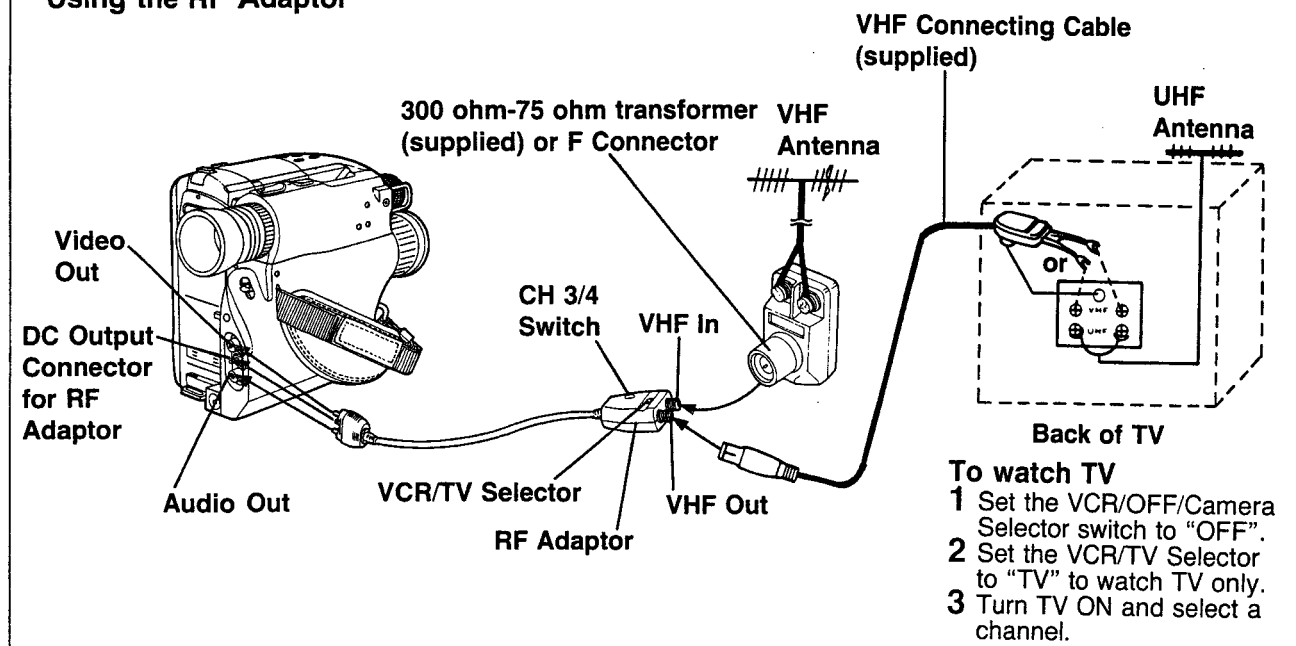 Using the RF Adaptor
VHF Connecting Cable
(supplied)
300 ohm-75 ohm transformer
(supplied) or F Connector
VHF
Antenna
UHF
Antenna
Video
Out
DC Output
Connector
for RF
Adaptor
CH 3/4
Switch
VHF In
or
VHF
UHF
Back of TV
Audio Out
VCR/TV Selector
VHF Out
RF Adaptor
To watch TV
1 Set the VCR/OFF/Camera
Selector switch to “OFF”.
2 Set the VCR/TV Selector
to “TV” to watch TV only.
3 Turn TV ON and select a
channel.